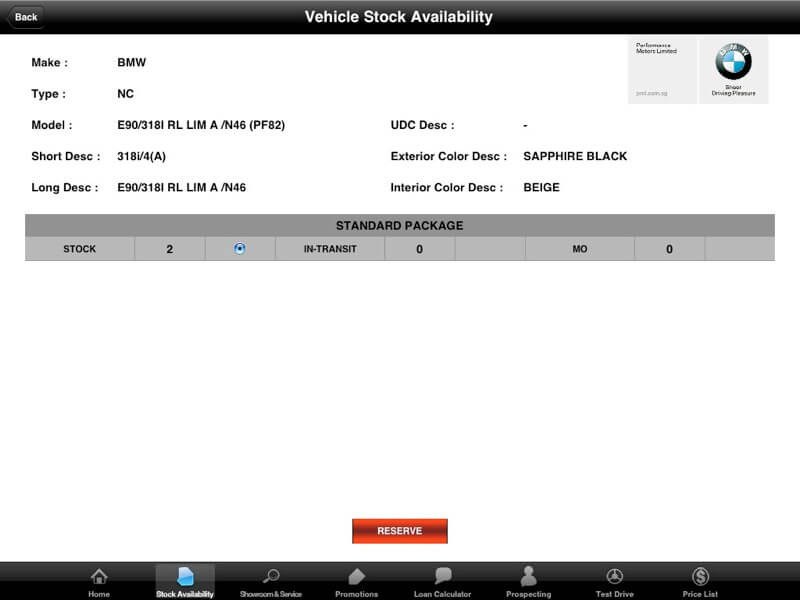 Back
Vehicle Stock Availability
Performance
Motors Limited
pml.com.sg
BMW
Sheer
Driving Pleasure
Make : BMW
Type : NC
Model : E90/318I RL LIM A /N46 (PF82) UDC Desc : -
Short Desc : 318i/4(A) Exterior Color Desc : SAPPHIRE BLACK
Long Desc : E90/318I RL LIM A /N46 Interior Color Desc : BEIGE
STANDARD PACKAGE
STOCK 2 IN-TRANSIT 0 MO 0
RESERVE
Home Stock Availability Showroom & Service Promotions Loan Calculator Prospecting Test Drive Price List